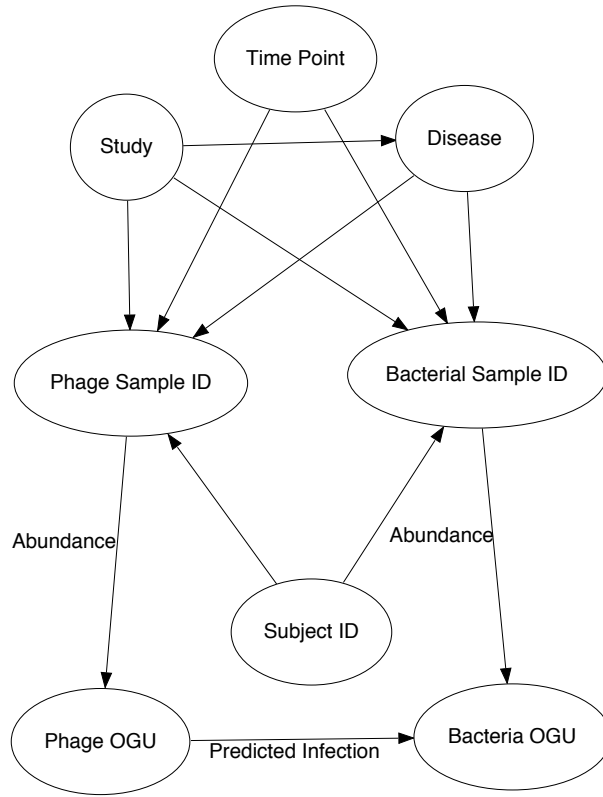 Time Point
Study
Disease
Phage Sample ID
Bacterial Sample ID
Abundance
Abundance
Subject ID
Phage OGU
Predicted Infection
Bacteria OGU